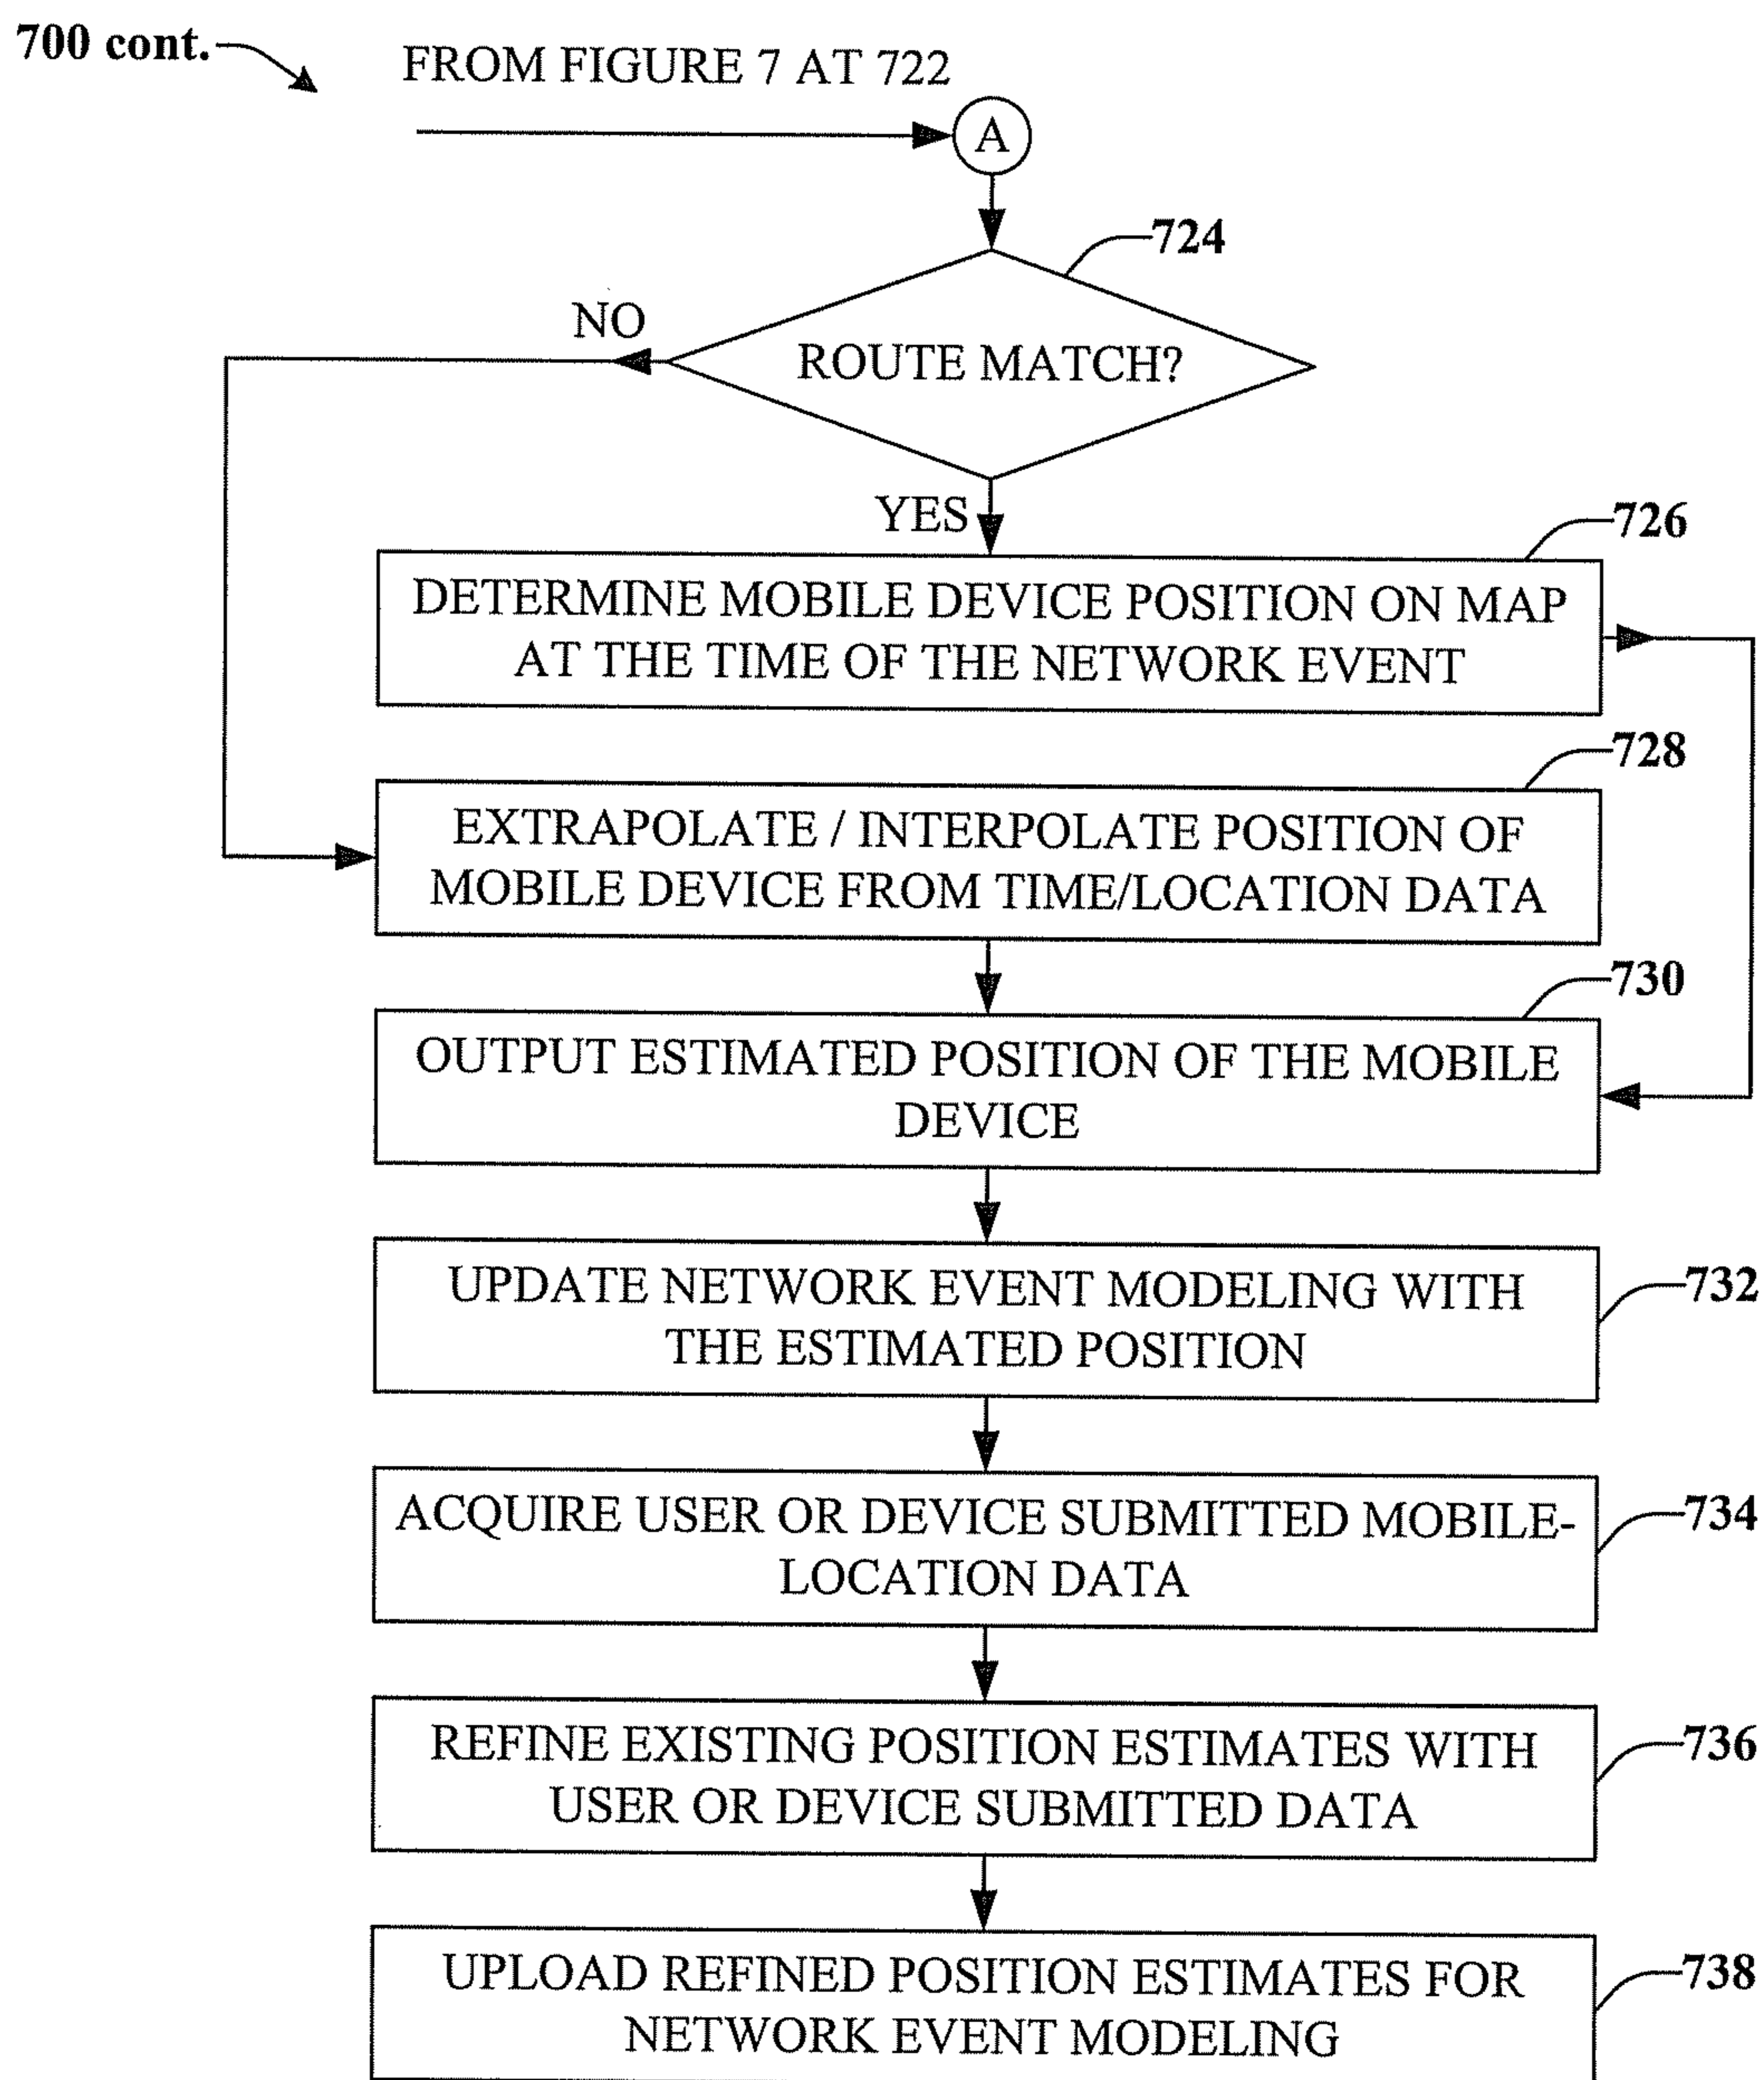 700 cont.
FROM FIGURE 7 AT 722
A
724
NO
ROUTE MATCH?
YES
726
DETERMINE MOBILE DEVICE POSITION ON MAP
AT THE TIME OF THE NETWORK EVENT
728
EXTRAPOLATE / INTERPOLATE POSITION OF
MOBILE DEVICE FROM TIME/LOCATION DATA
730
OUTPUT ESTIMATED POSITION OF THE MOBILE
DEVICE
UPDATE NETWORK EVENT MODELING WITH
THE ESTIMATED POSITION
732
ACQUIRE USER OR DEVICE SUBMITTED MOBILE-
LOCATION DATA
734
REFINE EXISTING POSITION ESTIMATES WITH
USER OR DEVICE SUBMITTED DATA
736
UPLOAD REFINED POSITION ESTIMATES FOR
NETWORK EVENT MODELING
738